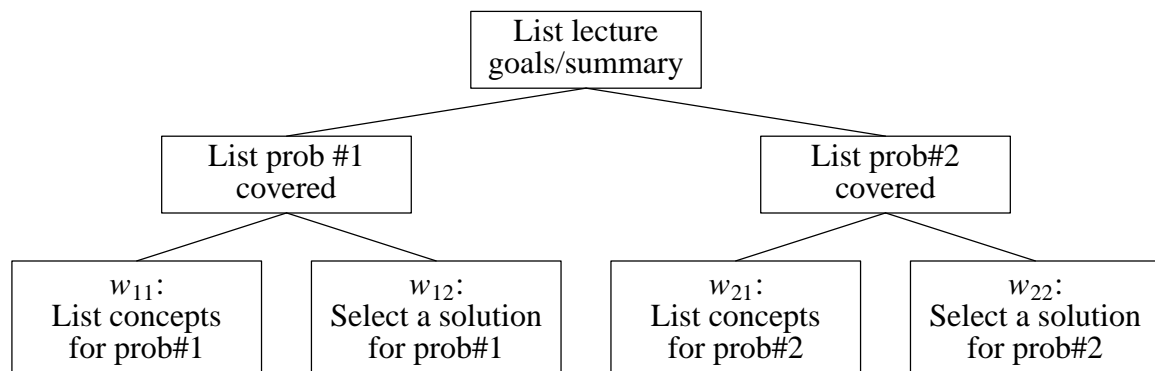 List lecture
goals/summary
List prob #1
covered
List prob#2
covered
w₁₁:
List concepts
for prob#1
w₁₂:
Select a solution
for prob#1
w₂₁:
List concepts
for prob#2
w₂₂:
Select a solution
for prob#2